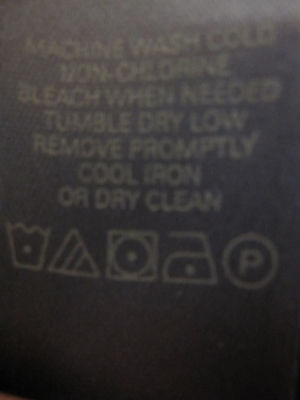 MACHINE WASH COLD
NON-CHLORINE
BLEACH WHEN NEEDED
TUMBLE DRY LOW
REMOVE PROMPTLY
COOL IRON
OR DRY CLEAN
P